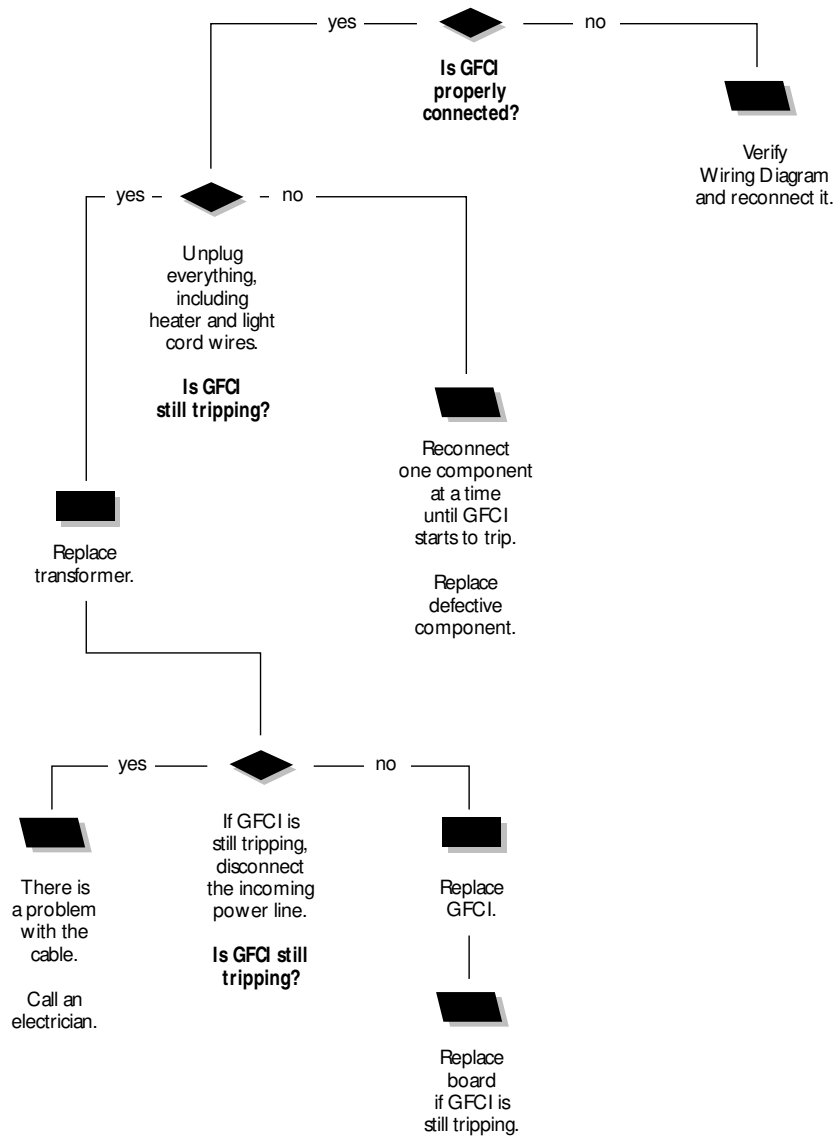 yes
no
Is GFCI
properly
connected?
Verify
Wiring Diagram
and reconnect it.
yes
no
Unplug
everything,
including
heater and light
cord wires.
Is GFCI
still tripping?
Reconnect
one component
at a time
until GFCI
starts to trip.
Replace
defective
component.
Replace
transformer.
yes
no
If GFCI is
still tripping,
disconnect
the incoming
power line.
Is GFCI still
tripping?
There is
a problem
with the
cable.
Call an
electrician.
Replace
GFCI.
Replace
board
if GFCI is
still tripping.